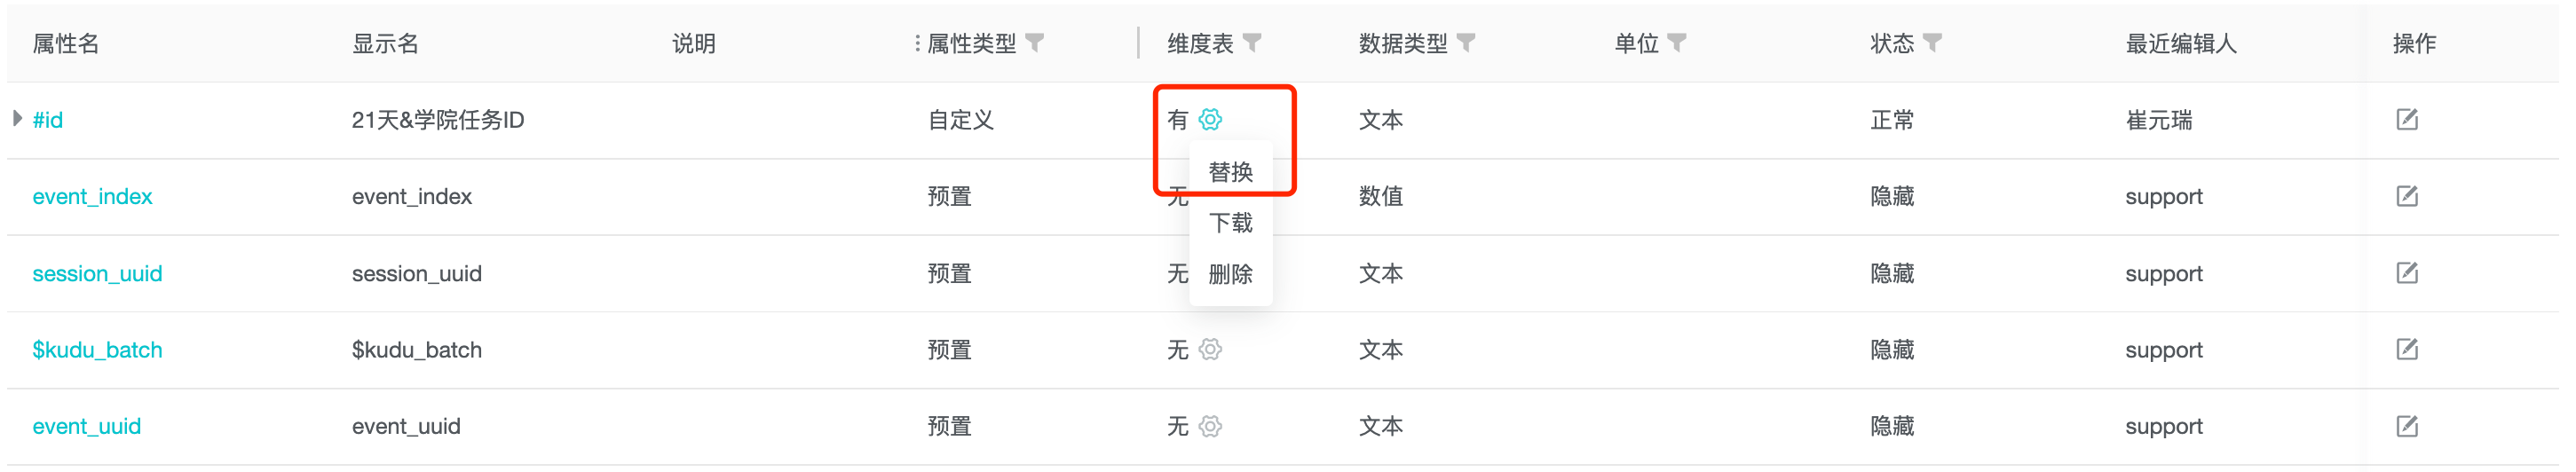 属性名 显示名 说明 属性类型 维度表 数据类型 单位 状态 最近编辑人 操作
#id 21天&学院任务ID 自定义 有 文本 正常 崔元瑞
替换
event_index event_index 预置 无 数值 隐藏 support
下载
session_uuid session_uuid 预置 无 文本 隐藏 support
删除
$kudu_batch $kudu_batch 预置 无 文本 隐藏 support
event_uuid event_uuid 预置 无 文本 隐藏 support